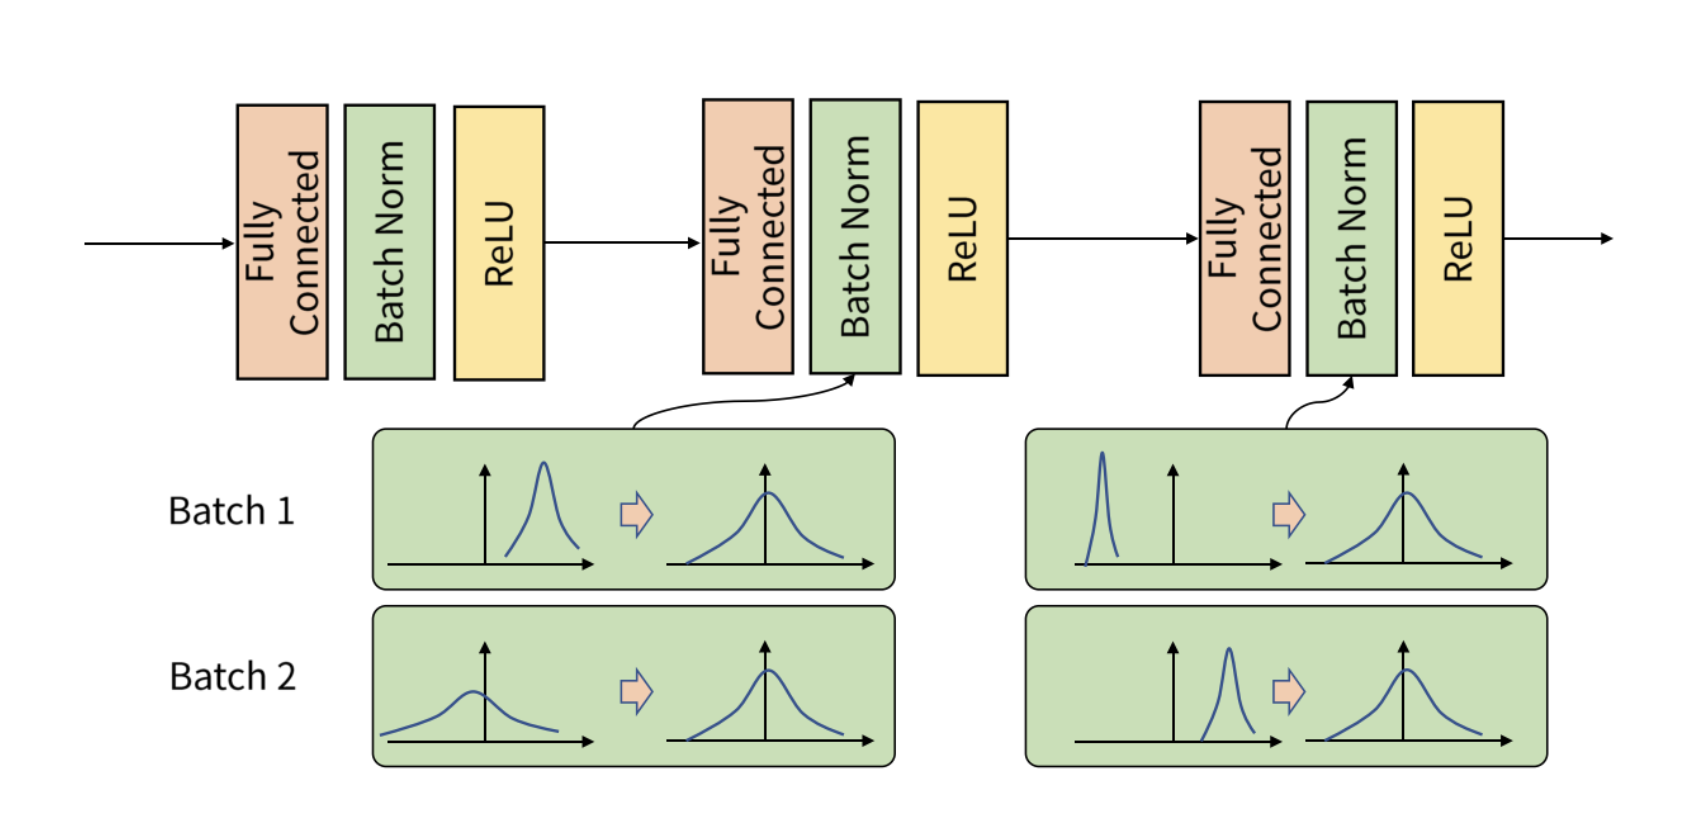 Fully
Connected
Batch Norm
ReLU
Fully
Connected
Batch Norm
ReLU
Fully
Connected
Batch Norm
ReLU
Batch 1
Batch 2